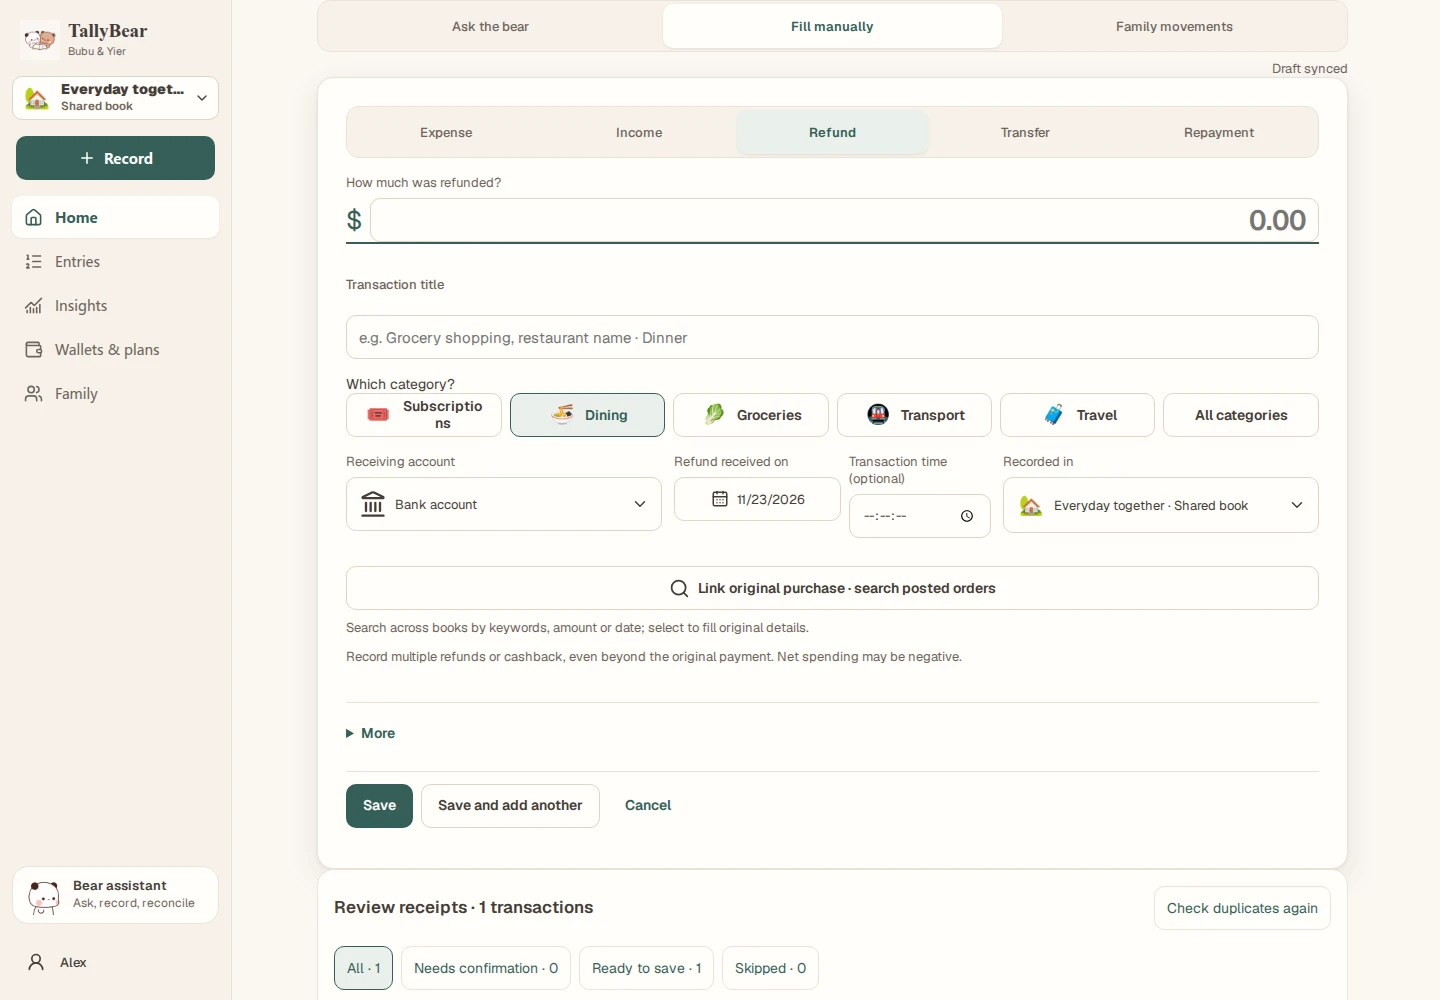 TallyBear
Bubu & Yier
Everyday toget...
Shared book
+ Record
Home
Entries
Insights
Wallets & plans
Family
Bear assistant
Ask, record, reconcile
Alex
Ask the bear
Fill manually
Family movements
Draft synced
Expense
Income
Refund
Transfer
Repayment
How much was refunded?
$
0.00
Transaction title
e.g. Grocery shopping, restaurant name · Dinner
Which category?
Subscriptio
ns
Dining
Groceries
Transport
Travel
All categories
Receiving account
Bank account
Refund received on
11/23/2026
Transaction time
(optional)
--:--:--
Recorded in
Everyday together · Shared book
Link original purchase · search posted orders
Search across books by keywords, amount or date; select to fill original details.
Record multiple refunds or cashback, even beyond the original payment. Net spending may be negative.
More
Save
Save and add another
Cancel
Review receipts · 1 transactions
Check duplicates again
All · 1
Needs confirmation · 0
Ready to save · 1
Skipped · 0